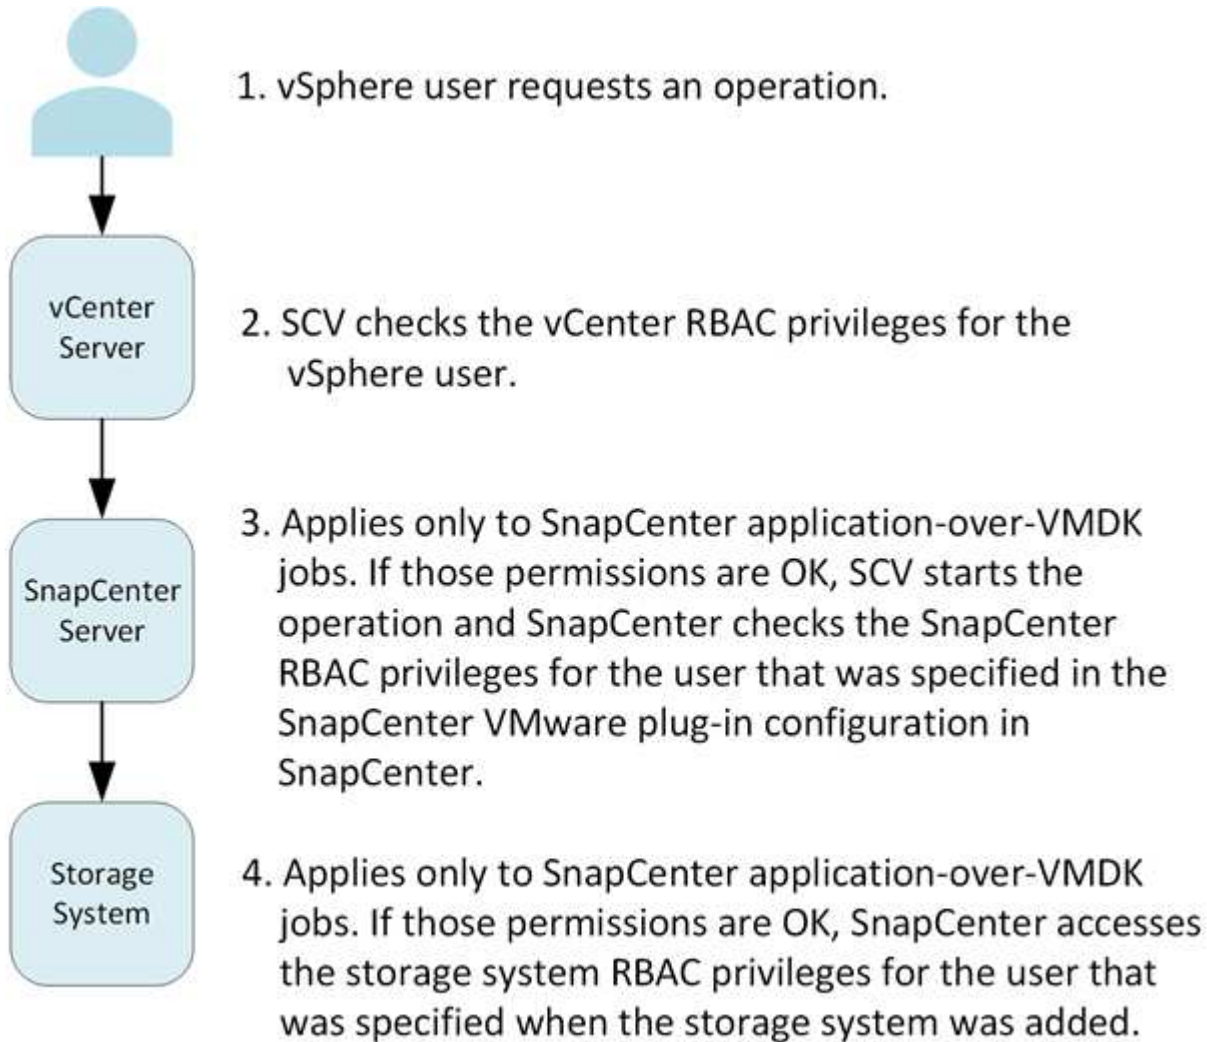 1. vSphere user requests an operation.
vCenter
Server
2. SCV checks the vCenter RBAC privileges for the
vSphere user.
SnapCenter
Server
3. Applies only to SnapCenter application-over-VMDK
jobs. If those permissions are OK, SCV starts the
operation and SnapCenter checks the SnapCenter
RBAC privileges for the user that was specified in the
SnapCenter VMware plug-in configuration in
SnapCenter.
Storage
System
4. Applies only to SnapCenter application-over-VMDK
jobs. If those permissions are OK, SnapCenter accesses
the storage system RBAC privileges for the user that
was specified when the storage system was added.